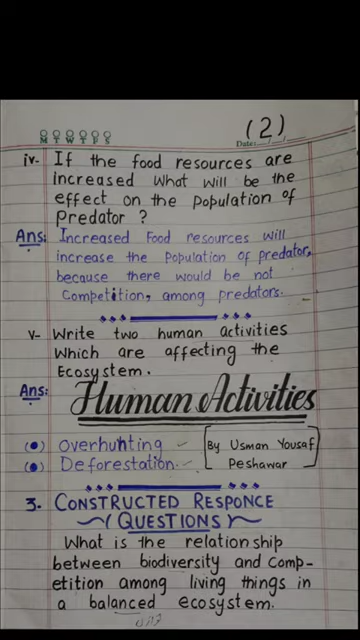 (2)
M T W T F S
Date:__/__/__
iv- If the food resources are
increased what will be the
effect on the population of
Predator ?
Ans: Increased Food resources will
increase the Population of predator,
because there would be not
Competition, among predators.
v- Write two human activities
Which are affecting the
Ecosystem.
Ans:
Human Activities
(•) Overhunting
(•) Deforestation
By Usman Yousaf
Peshawar
3. CONSTRUCTED RESPONCE
(QUESTIONS)
What is the relationship
between biodiversity and comp-
etition among living things in
a balanced ecosystem.